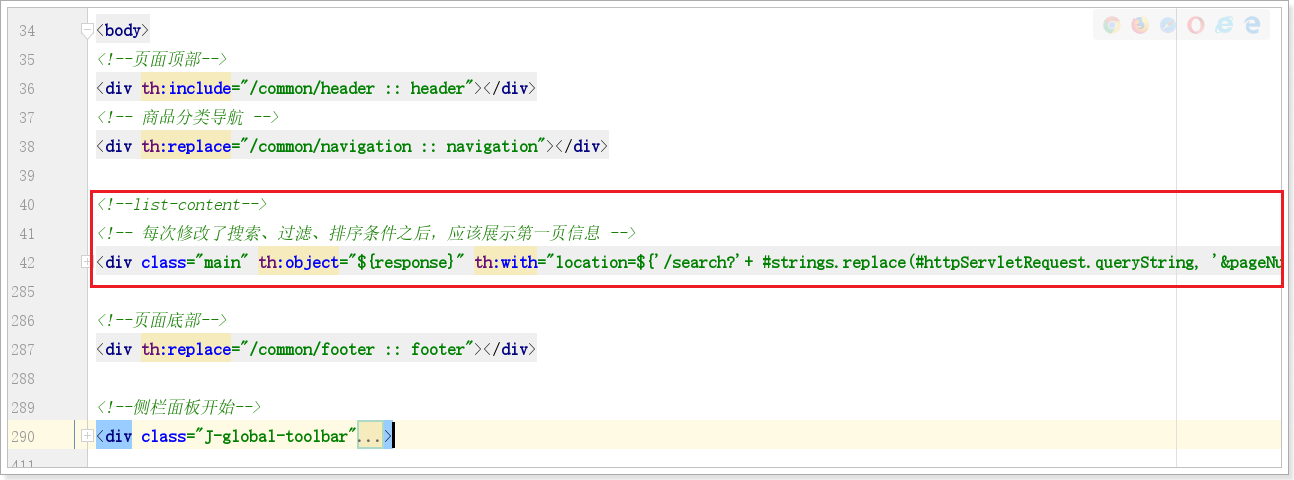 34 <body>
35 <!--页面顶部-->
36 <div th:include="/common/header :: header"></div>
37 <!-- 商品分类导航 -->
38 <div th:replace="/common/navigation :: navigation"></div>
39
40 <!--list-content-->
41 <!-- 每次修改了搜索、过滤、排序条件之后，应该展示第一页信息 -->
42 <div class="main" th:object="${response}" th:with="location=${'/search?'+ #strings.replace(#httpServletRequest.queryString, '&pageNu
285
286 <!--页面底部-->
287 <div th:replace="/common/footer :: footer"></div>
288
289 <!--侧栏面板开始-->
290 <div class="J-global-toolbar"...>
411